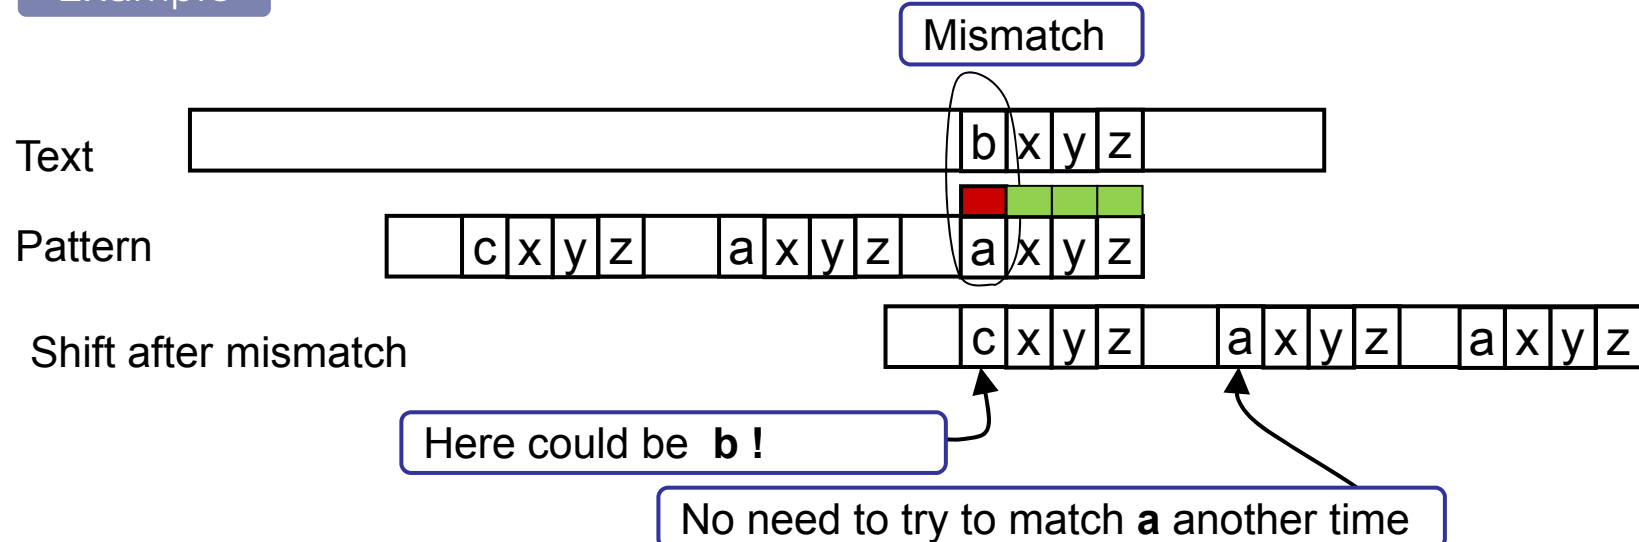 Mismatch
Text
b x y z
Pattern
c x y z a x y z a x y z
Shift after mismatch
c x y z a x y z a x y z
Here could be b !
No need to try to match a another time